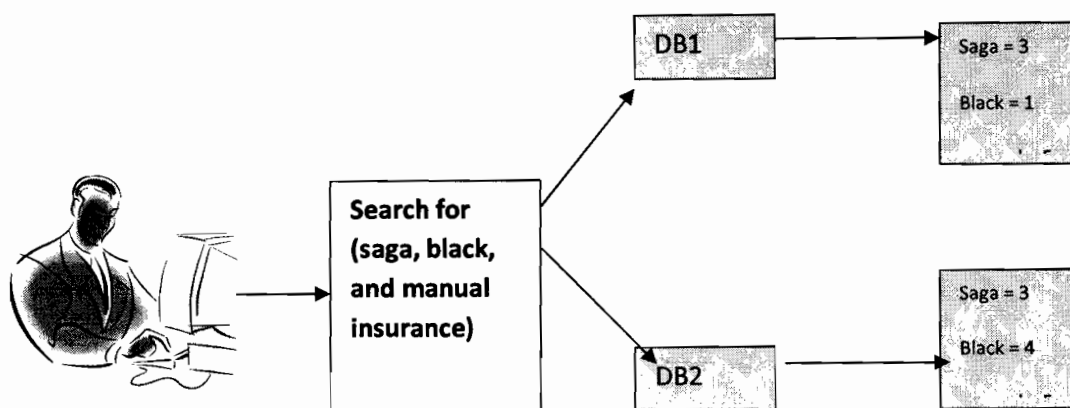 DB1
Saga = 3
Black = 1
Search for
(saga, black,
and manual
insurance)
Saga = 3
Black = 4
DB2